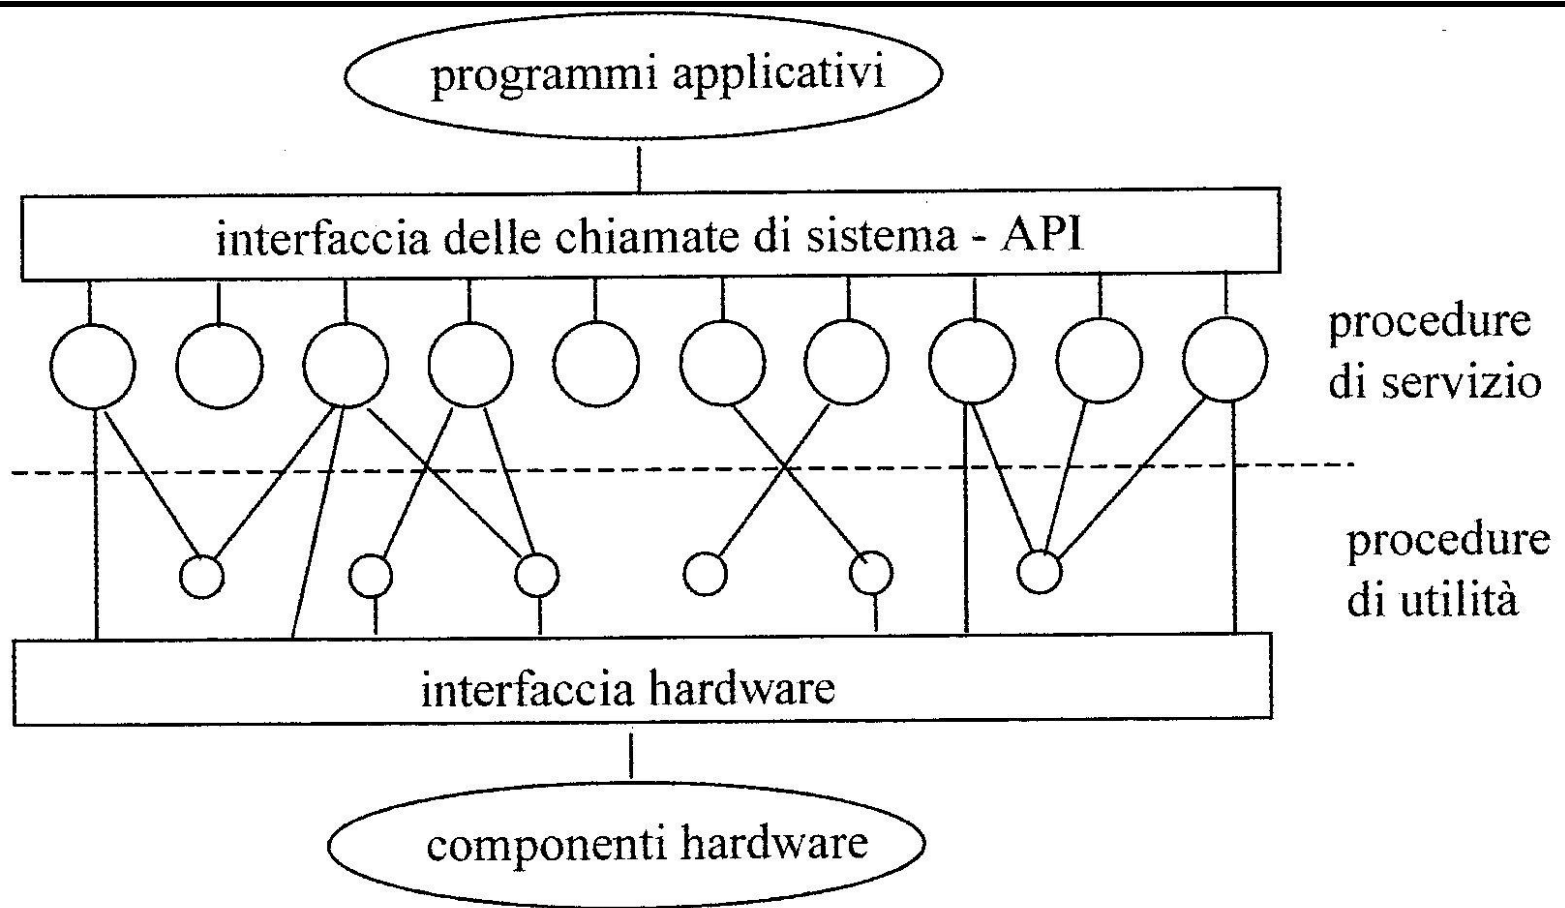 programmi applicativi
interfaccia delle chiamate di sistema - API
procedure
di servizio
procedure
di utilità
interfaccia hardware
componenti hardware